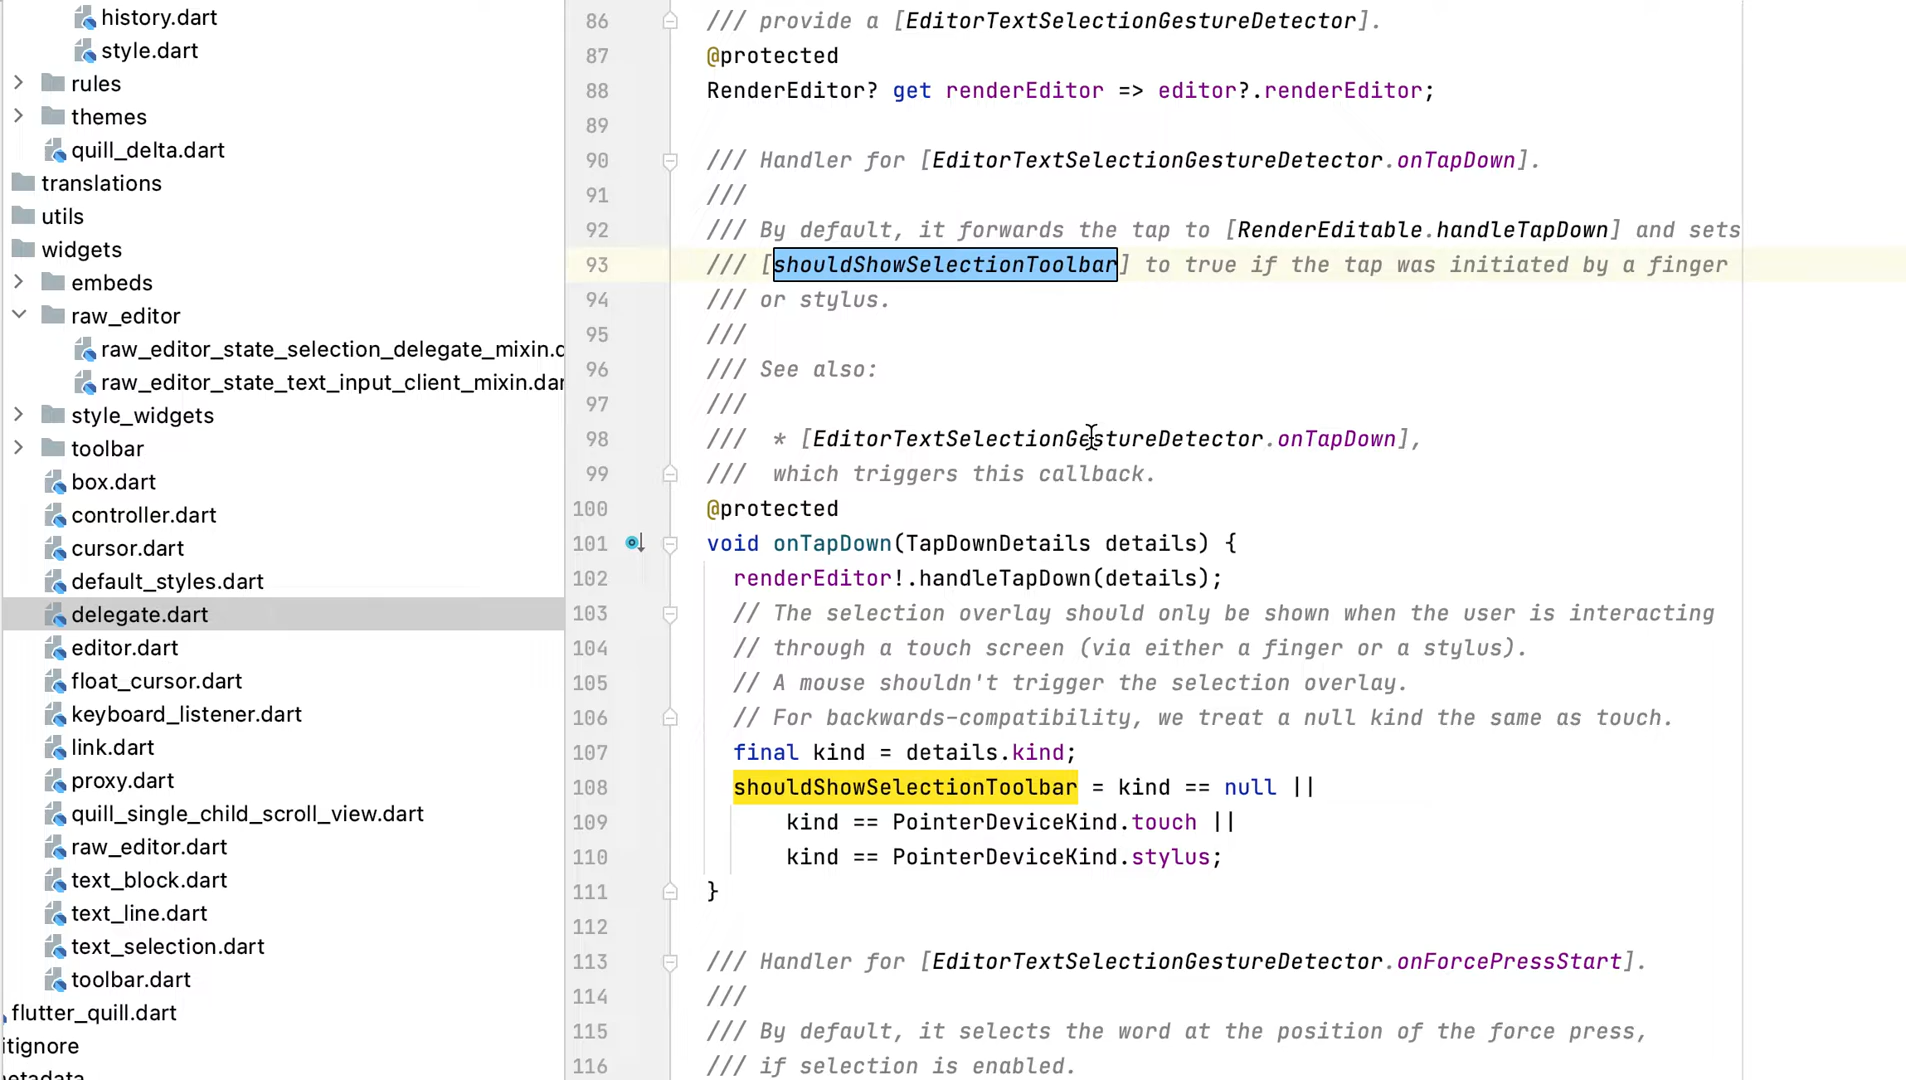 history.dart
style.dart
rules
themes
quill_delta.dart
translations
utils
widgets
embeds
raw_editor
raw_editor_state_selection_delegate_mixin.d
raw_editor_state_text_input_client_mixin.dar
style_widgets
toolbar
box.dart
controller.dart
cursor.dart
default_styles.dart
delegate.dart
editor.dart
float_cursor.dart
keyboard_listener.dart
link.dart
proxy.dart
quill_single_child_scroll_view.dart
raw_editor.dart
text_block.dart
text_line.dart
text_selection.dart
toolbar.dart
flutter_quill.dart
itignore
86 /// provide a [EditorTextSelectionGestureDetector].
87 @protected
88 RenderEditor? get renderEditor => editor?.renderEditor;
89
90 /// Handler for [EditorTextSelectionGestureDetector.onTapDown].
91 ///
92 /// By default, it forwards the tap to [RenderEditable.handleTapDown] and sets
93 /// [shouldShowSelectionToolbar] to true if the tap was initiated by a finger
94 /// or stylus.
95 ///
96 /// See also:
97 ///
98 ///  * [EditorTextSelectionGestureDetector.onTapDown],
99 ///  which triggers this callback.
100 @protected
101 void onTapDown(TapDownDetails details) {
102 renderEditor!.handleTapDown(details);
103 // The selection overlay should only be shown when the user is interacting
104 // through a touch screen (via either a finger or a stylus).
105 // A mouse shouldn't trigger the selection overlay.
106 // For backwards-compatibility, we treat a null kind the same as touch.
107 final kind = details.kind;
108 shouldShowSelectionToolbar = kind == null ||
109 kind == PointerDeviceKind.touch ||
110 kind == PointerDeviceKind.stylus;
111 }
112
113 /// Handler for [EditorTextSelectionGestureDetector.onForcePressStart].
114 ///
115 /// By default, it selects the word at the position of the force press,
116 /// if selection is enabled.